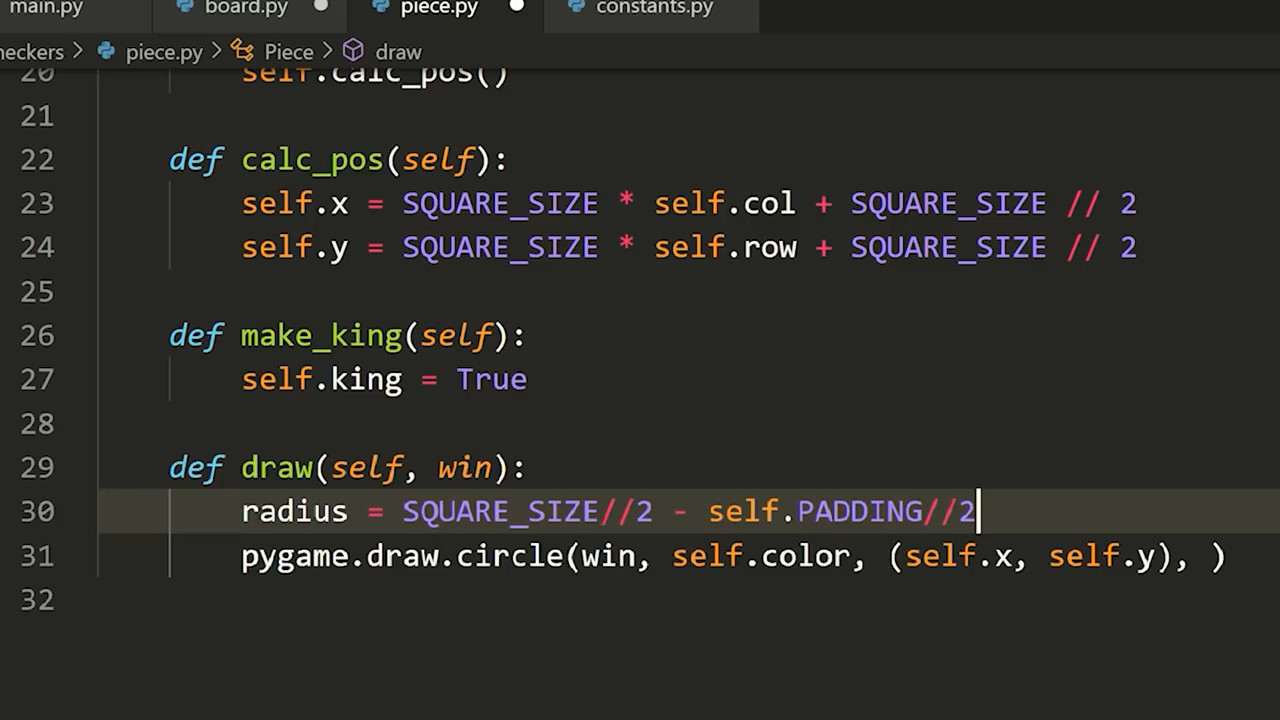 main.py board.py piece.py constants.py
heckers > piece.py > Piece > draw
20 self.calc_pos()
21
22 def calc_pos(self):
23 self.x = SQUARE_SIZE * self.col + SQUARE_SIZE // 2
24 self.y = SQUARE_SIZE * self.row + SQUARE_SIZE // 2
25
26 def make_king(self):
27 self.king = True
28
29 def draw(self, win):
30 radius = SQUARE_SIZE//2 - self.PADDING//2
31 pygame.draw.circle(win, self.color, (self.x, self.y), )
32